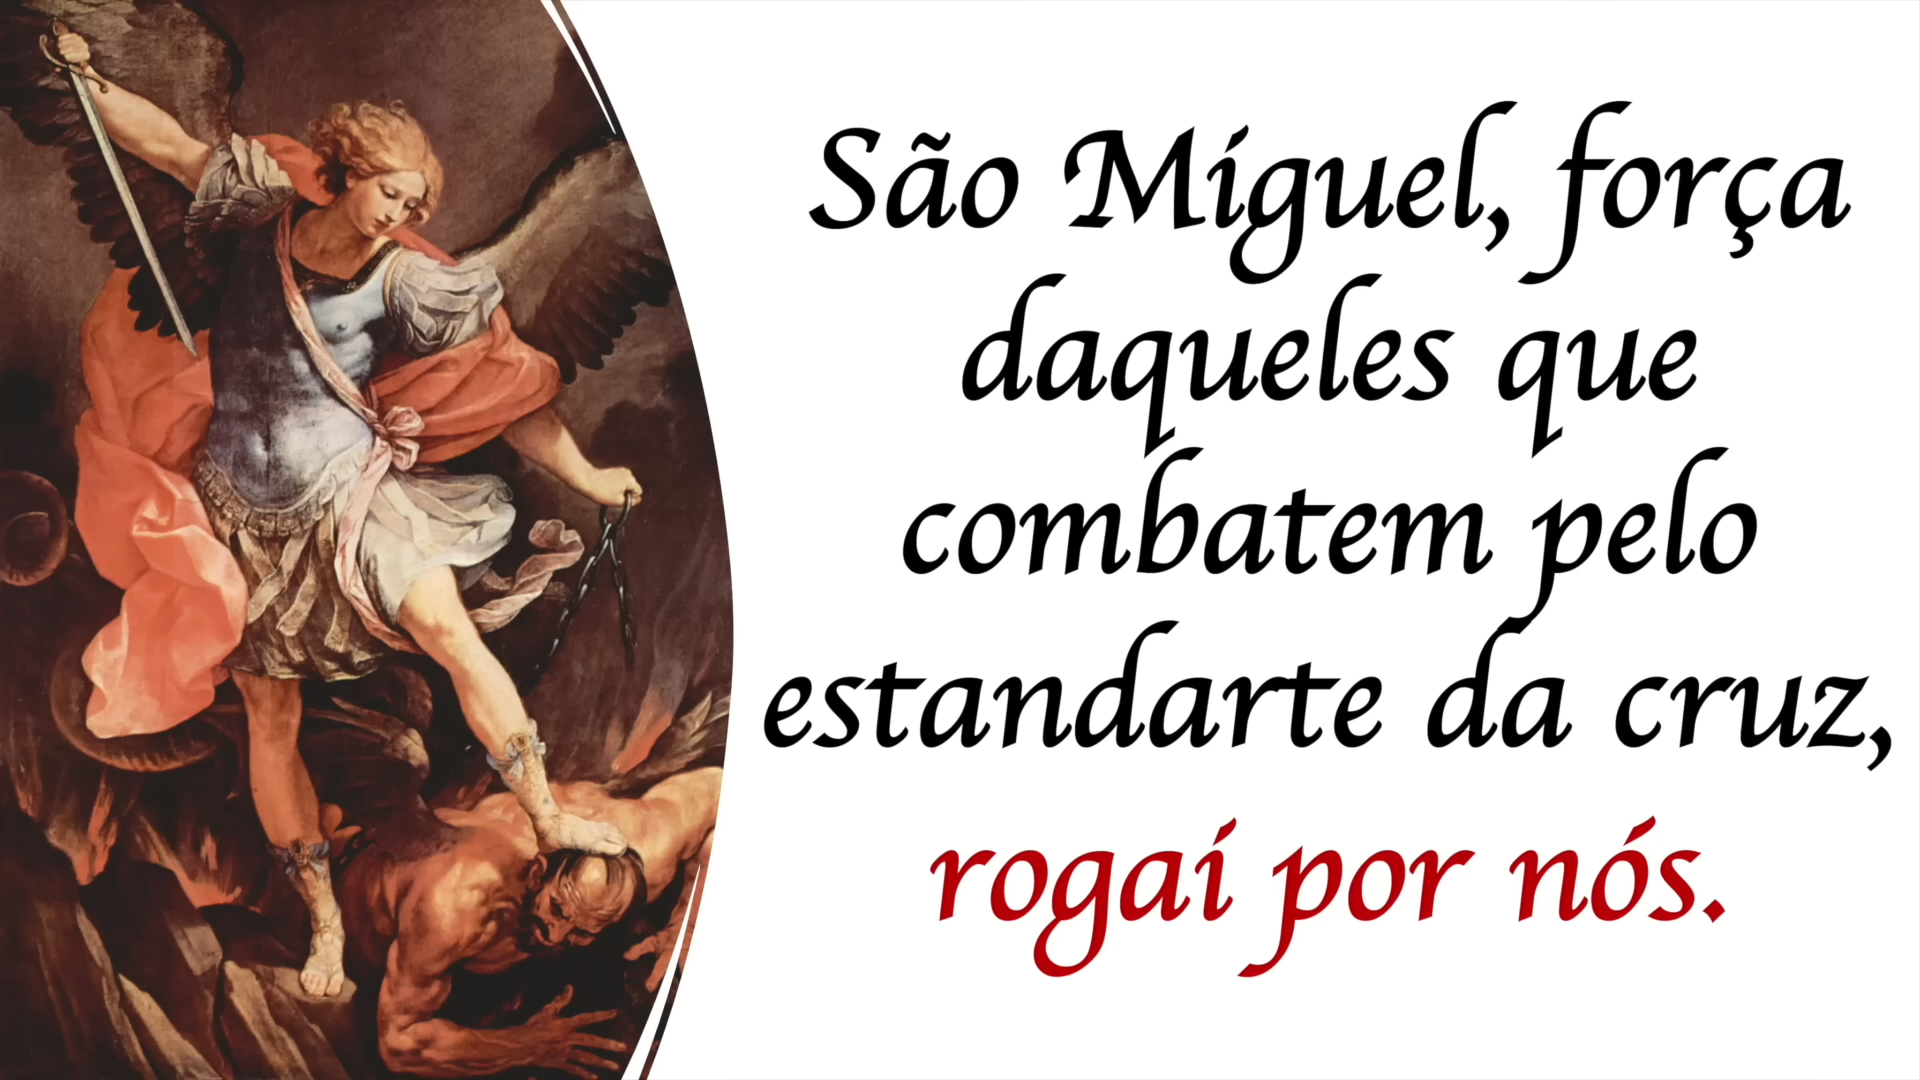 São Miguel, força
daqueles que
combatem pelo
estandarte da cruz,
rogai por nós.